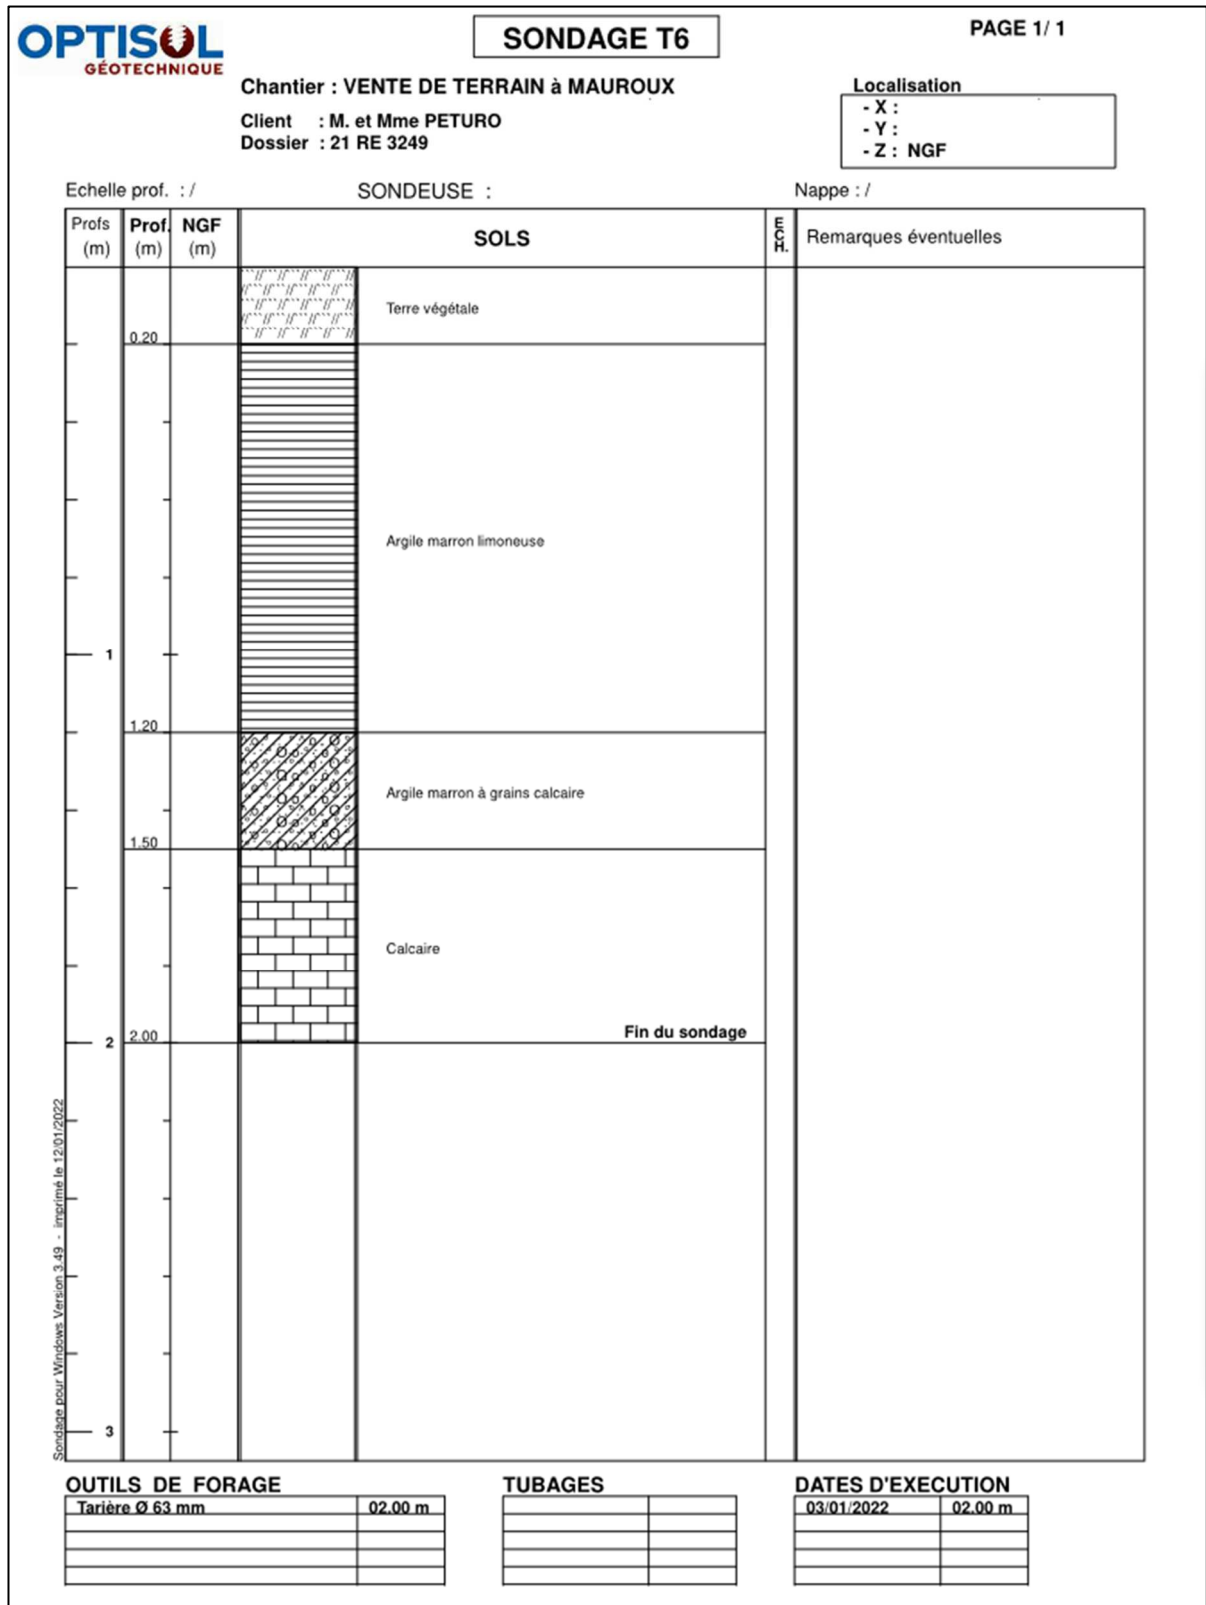 OPTISOL
GÉOTECHNIQUE
SONDAGE T6
PAGE 1/ 1
Chantier : VENTE DE TERRAIN à MAUROUX
Client : M. et Mme PETURO
Dossier : 21 RE 3249
Localisation
- X :
- Y :
- Z : NGF
Echelle prof. : /
SONDEUSE :
Nappe : /
Profs (m)
Prof. (m)
NGF (m)
SOLS
ECH.
Remarques éventuelles
Terre végétale
0.20
Argile marron limoneuse
1
1.20
Argile marron à grains calcaire
1.50
Calcaire
Fin du sondage
2
2.00
3
Sondage pour Windows Version 3.49 - imprimé le 12/01/2022
OUTILS DE FORAGE
Tarière Ø 63 mm 02.00 m
TUBAGES
DATES D'EXECUTION
03/01/2022 02.00 m